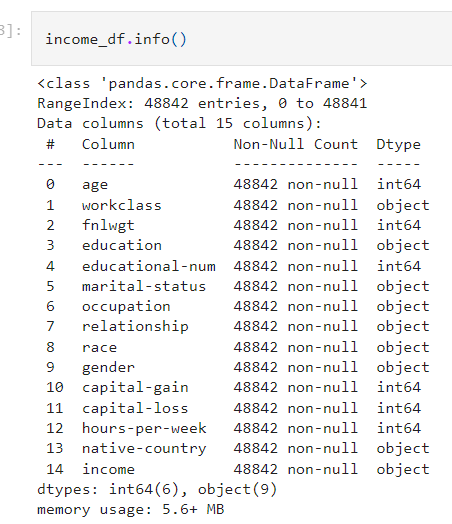 3]:
income_df.info()
<class 'pandas.core.frame.DataFrame'>
RangeIndex: 48842 entries, 0 to 48841
Data columns (total 15 columns):
 #   Column           Non-Null Count  Dtype
---  ------           --------------  -----
 0   age              48842 non-null  int64
 1   workclass        48842 non-null  object
 2   fnlwgt           48842 non-null  int64
 3   education        48842 non-null  object
 4   educational-num  48842 non-null  int64
 5   marital-status   48842 non-null  object
 6   occupation       48842 non-null  object
 7   relationship     48842 non-null  object
 8   race             48842 non-null  object
 9   gender           48842 non-null  object
 10  capital-gain     48842 non-null  int64
 11  capital-loss     48842 non-null  int64
 12  hours-per-week   48842 non-null  int64
 13  native-country   48842 non-null  object
 14  income           48842 non-null  object
dtypes: int64(6), object(9)
memory usage: 5.6+ MB